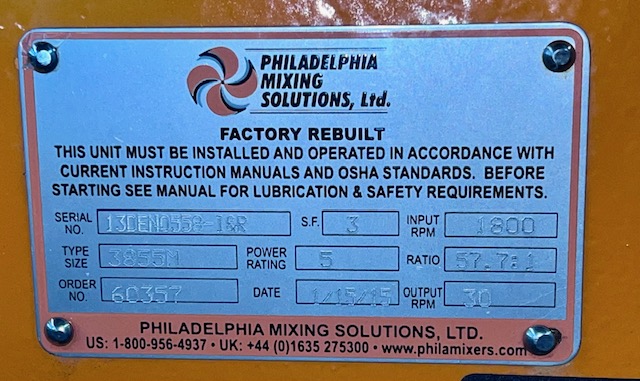 PHILADELPHIA
MIXING
SOLUTIONS, Ltd.
FACTORY REBUILT
THIS UNIT MUST BE INSTALLED AND OPERATED IN ACCORDANCE WITH
CURRENT INSTRUCTION MANUALS AND OSHA STANDARDS. BEFORE
STARTING SEE MANUAL FOR LUBRICATION & SAFETY REQUIREMENTS.
SERIAL NO. S.F. 3 INPUT RPM 1800
TYPE SIZE 3855M POWER RATING 5 RATIO 57.7:1
ORDER NO. 60357 DATE 1/15/15 OUTPUT RPM 30
PHILADELPHIA MIXING SOLUTIONS, LTD.
US: 1-800-956-4937 • UK: +44 (0)1635 275300 • www.philamixers.com